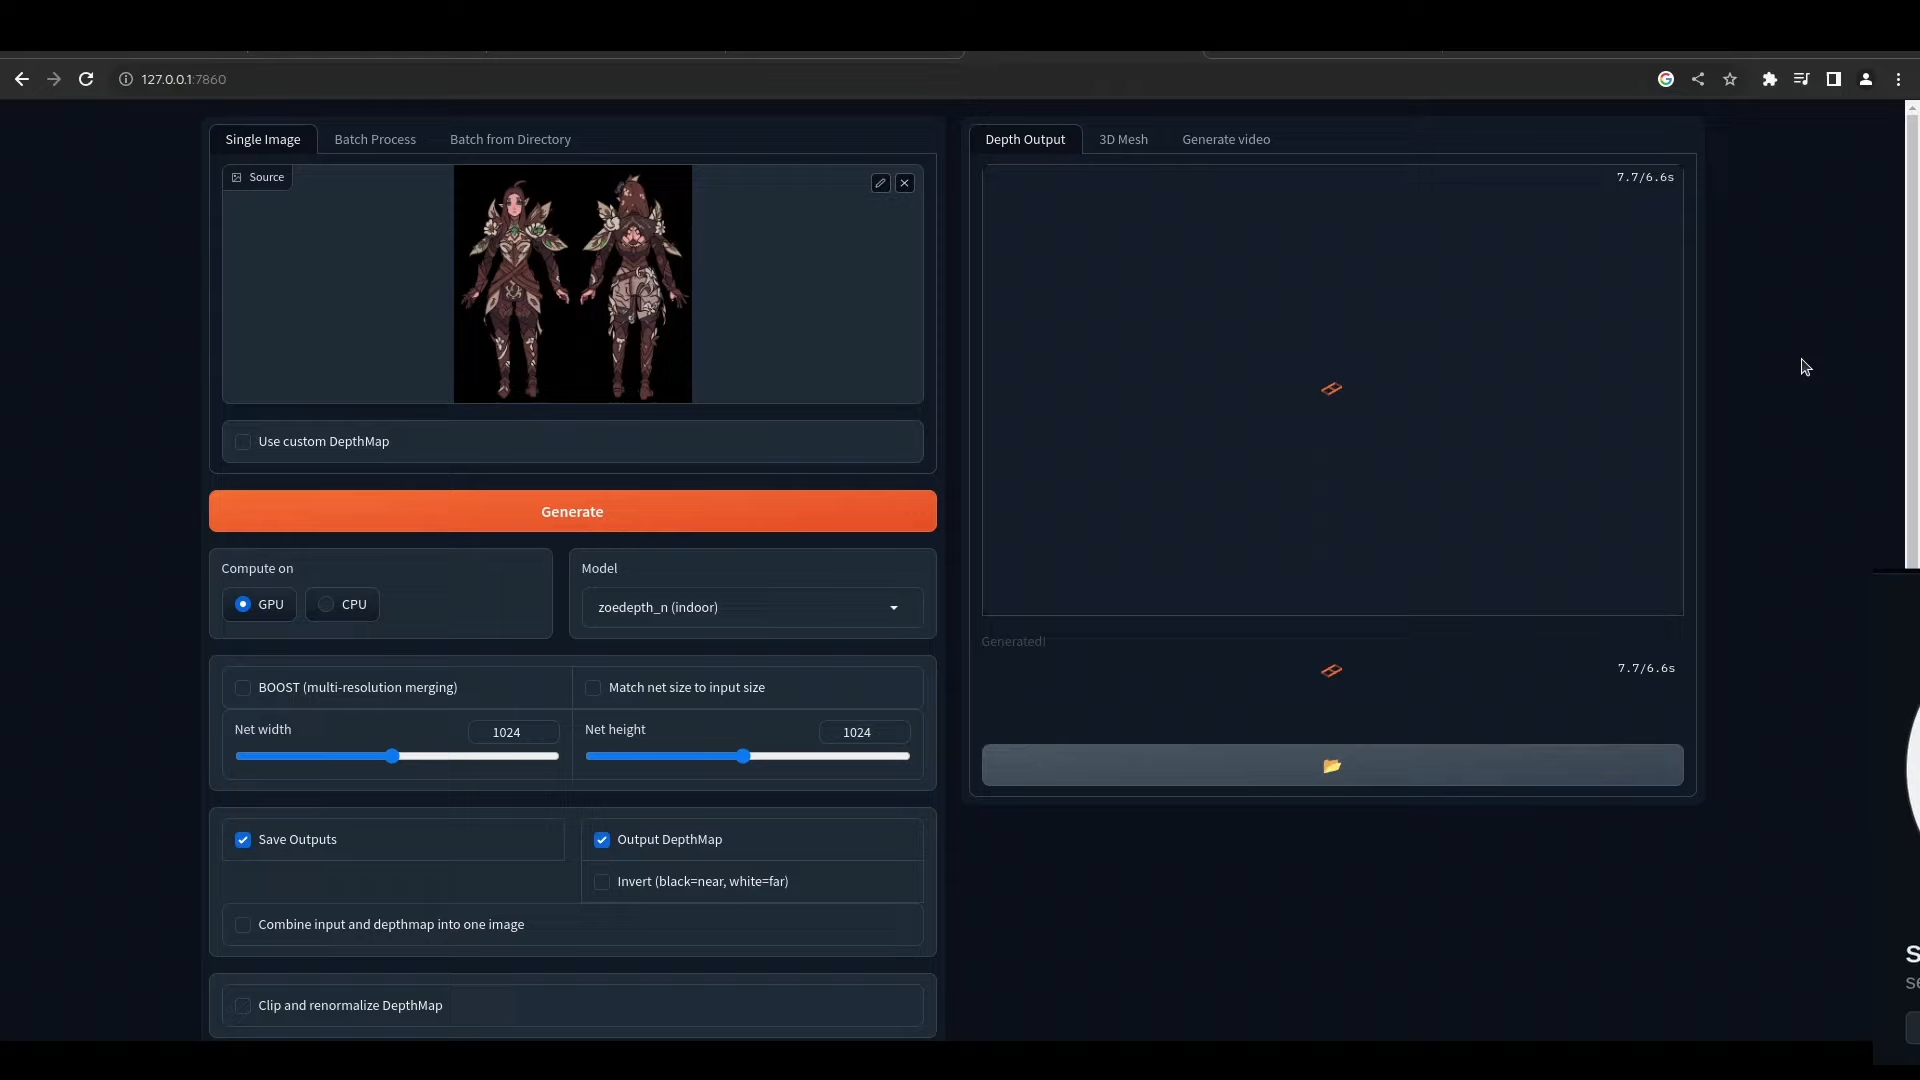 127.0.0.1:7860
Single Image
Batch Process
Batch from Directory
Source
Use custom DepthMap
Generate
Compute on
GPU
CPU
Model
zoedepth_n (indoor)
BOOST (multi-resolution merging)
Match net size to input size
Net width
1024
Net height
1024
Save Outputs
Output DepthMap
Invert (black=near, white=far)
Combine input and depthmap into one image
Clip and renormalize DepthMap
Depth Output
3D Mesh
Generate video
7.7/6.6s
Generated!
7.7/6.6s